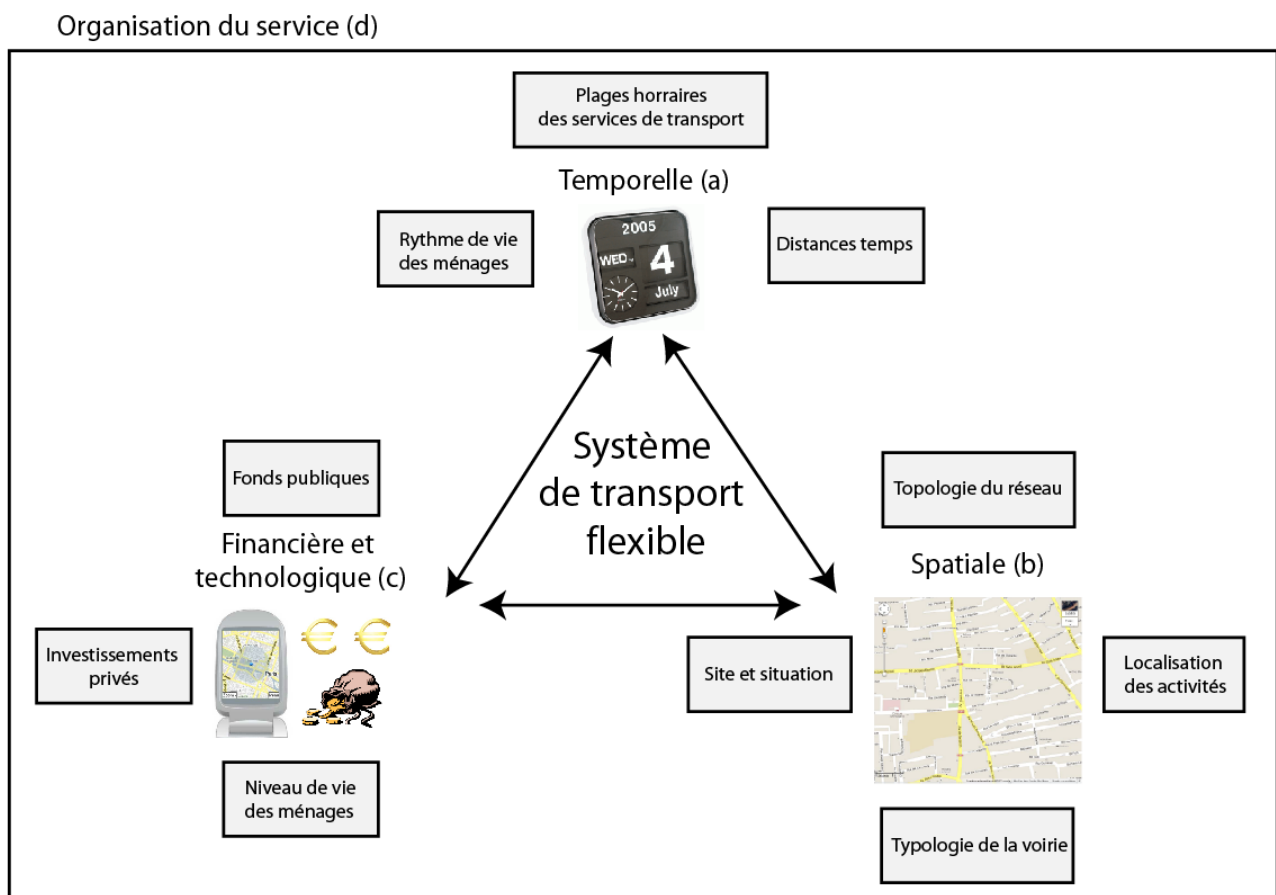 Organisation du service (d)
Plages horraires
des services de transport
Temporelle (a)
Rythme de vie
des ménages
2005
WED
4
July
Distances temps
Système
de transport
flexible
Fonds publiques
Financière et
technologique (c)
Investissements
privés
Niveau de vie
des ménages
Topologie du réseau
Spatiale (b)
Site et situation
Localisation
des activités
Typologie de la voirie